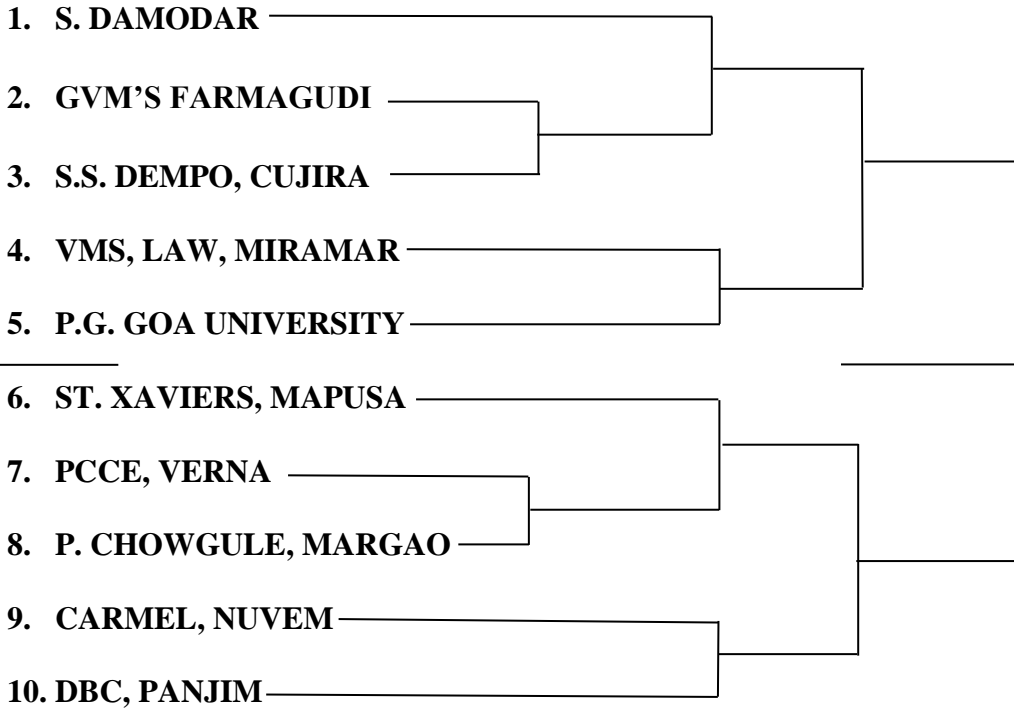 1. S. DAMODAR
2. GVM’S FARMAGUDI
3. S.S. DEMPO, CUJIRA
4. VMS, LAW, MIRAMAR
5. P.G. GOA UNIVERSITY
6. ST. XAVIERS, MAPUSA
7. PCCE, VERNA
8. P. CHOWGULE, MARGAO
9. CARMEL, NUVEM
10. DBC, PANJIM